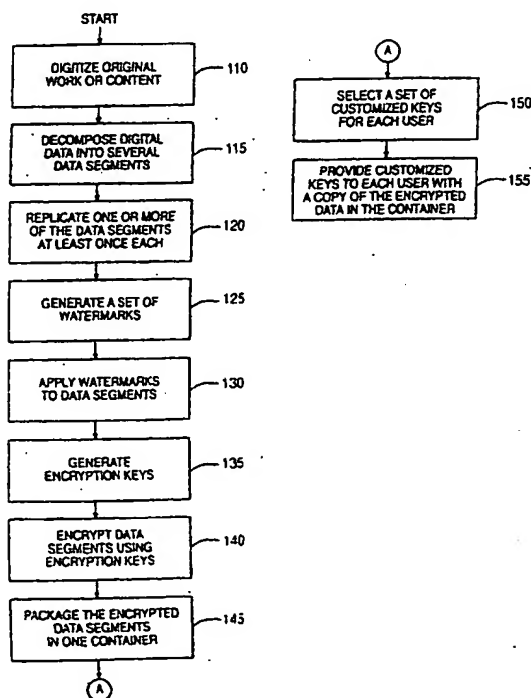 START
DIGITIZE ORIGINAL
WORK OR CONTENT
110
DECOMPOSE DIGITAL
DATA INTO SEVERAL
DATA SEGMENTS
115
REPLICATE ONE OR MORE
OF THE DATA SEGMENTS
AT LEAST ONCE EACH
120
GENERATE A SET OF
WATERMARKS
125
APPLY WATERMARKS
TO DATA SEGMENTS
130
GENERATE
ENCRYPTION KEYS
135
ENCRYPT DATA
SEGMENTS USING
ENCRYPTION KEYS
140
PACKAGE THE ENCRYPTED
DATA SEGMENTS
IN ONE CONTAINER
145
A
A
SELECT A SET OF
CUSTOMIZED KEYS
FOR EACH USER
150
PROVIDE CUSTOMIZED
KEYS TO EACH USER WITH
A COPY OF THE ENCRYPTED
DATA IN THE CONTAINER
155